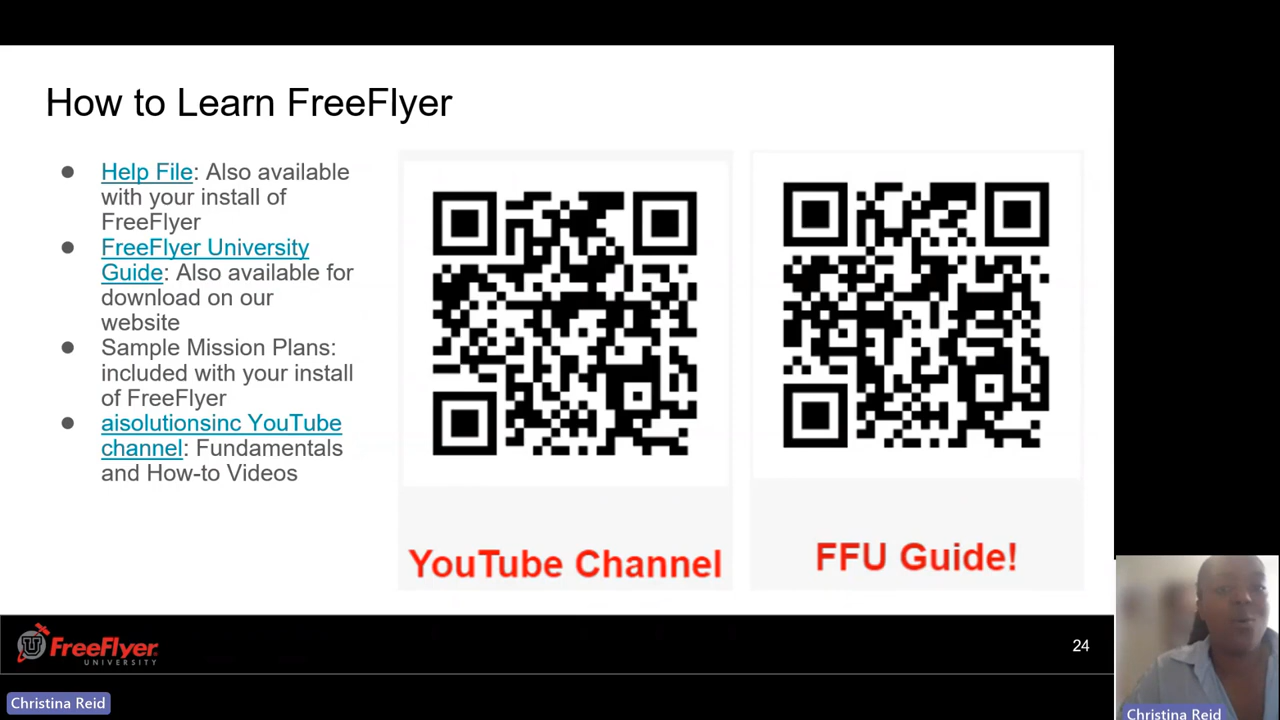 How to Learn FreeFlyer
● Help File: Also available
with your install of
FreeFlyer
● FreeFlyer University
Guide: Also available for
download on our
website
● Sample Mission Plans:
included with your install
of FreeFlyer
● aisolutionsinc YouTube
channel: Fundamentals
and How-to Videos
YouTube Channel
FFU Guide!
FreeFlyer
UNIVERSITY
24
Christina Reid
Christina Reid